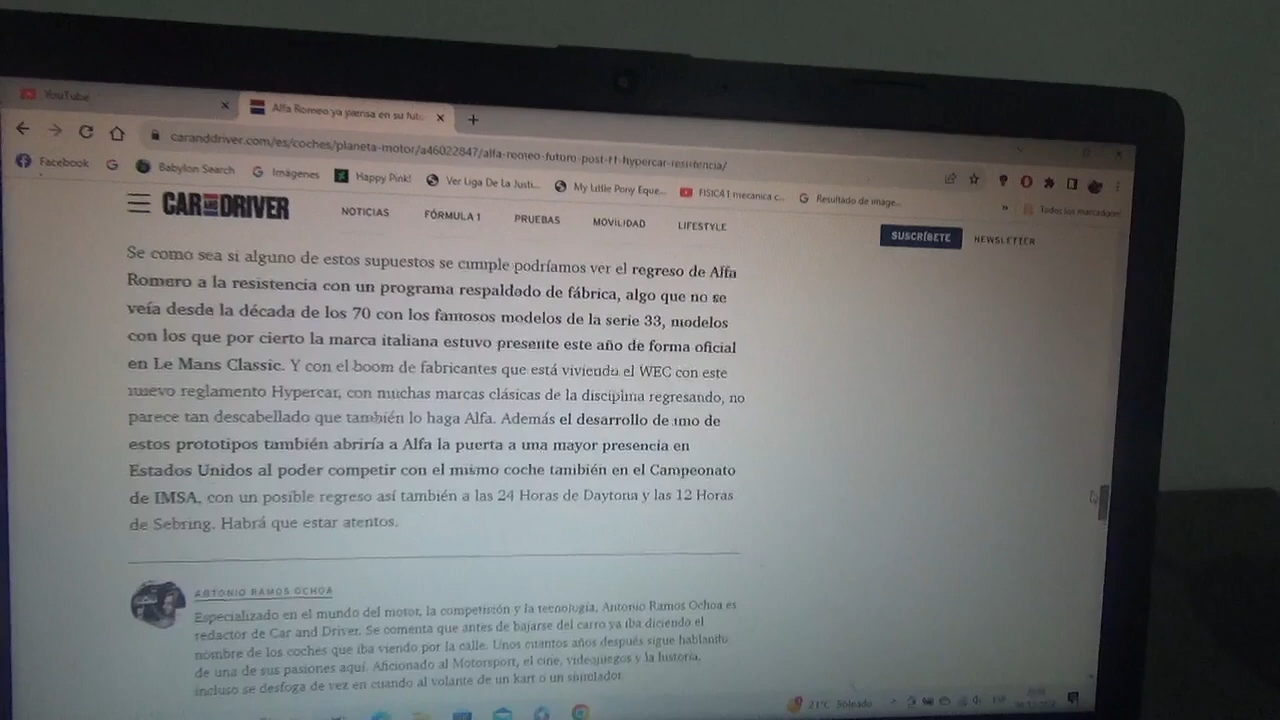 YouTube
Alfa Romeo ya piensa en su futu
caranddriver.com/es/coches/planeta-motor/a46022847/alfa-romeo-futuro-post-f1-hypercar-resistencia/
Facebook Babylon Search Imágenes Happy Pink! Ver Liga De La Justi... My Little Pony Eque... FISICA 1 mecanica c... Resultado de image...
» Todos los marcadores
CAR AND DRIVER NOTICIAS FÓRMULA 1 PRUEBAS MOVILIDAD LIFESTYLE SUSCRÍBETE NEWSLETTER
Se como sea si alguno de estos supuestos se cumple podríamos ver el regreso de Alfa
Romero a la resistencia con un programa respaldado de fábrica, algo que no se
veía desde la década de los 70 con los famosos modelos de la serie 33, modelos
con los que por cierto la marca italiana estuvo presente este año de forma oficial
en Le Mans Classic. Y con el boom de fabricantes que está viviendo el WEC con este
nuevo reglamento Hypercar, con muchas marcas clásicas de la disciplina regresando, no
parece tan descabellado que también lo haga Alfa. Además el desarrollo de uno de
estos prototipos también abriría a Alfa la puerta a una mayor presencia en
Estados Unidos al poder competir con el mismo coche también en el Campeonato
de IMSA, con un posible regreso así también a las 24 Horas de Daytona y las 12 Horas
de Sebring. Habrá que estar atentos.
ANTONIO RAMOS OCHOA
Especializado en el mundo del motor, la competición y la tecnología, Antonio Ramos Ochoa es
redactor de Car and Driver. Se comenta que antes de bajarse del carro ya iba diciendo el
nombre de los coches que iba viendo por la calle. Unos cuantos años después sigue hablando
de una de sus pasiones aquí. Aficionado al Motorsport, el cine, videojuegos y la historia,
incluso se desfoga de vez en cuando al volante de un kart o un simulador
21°C Soleado ESP